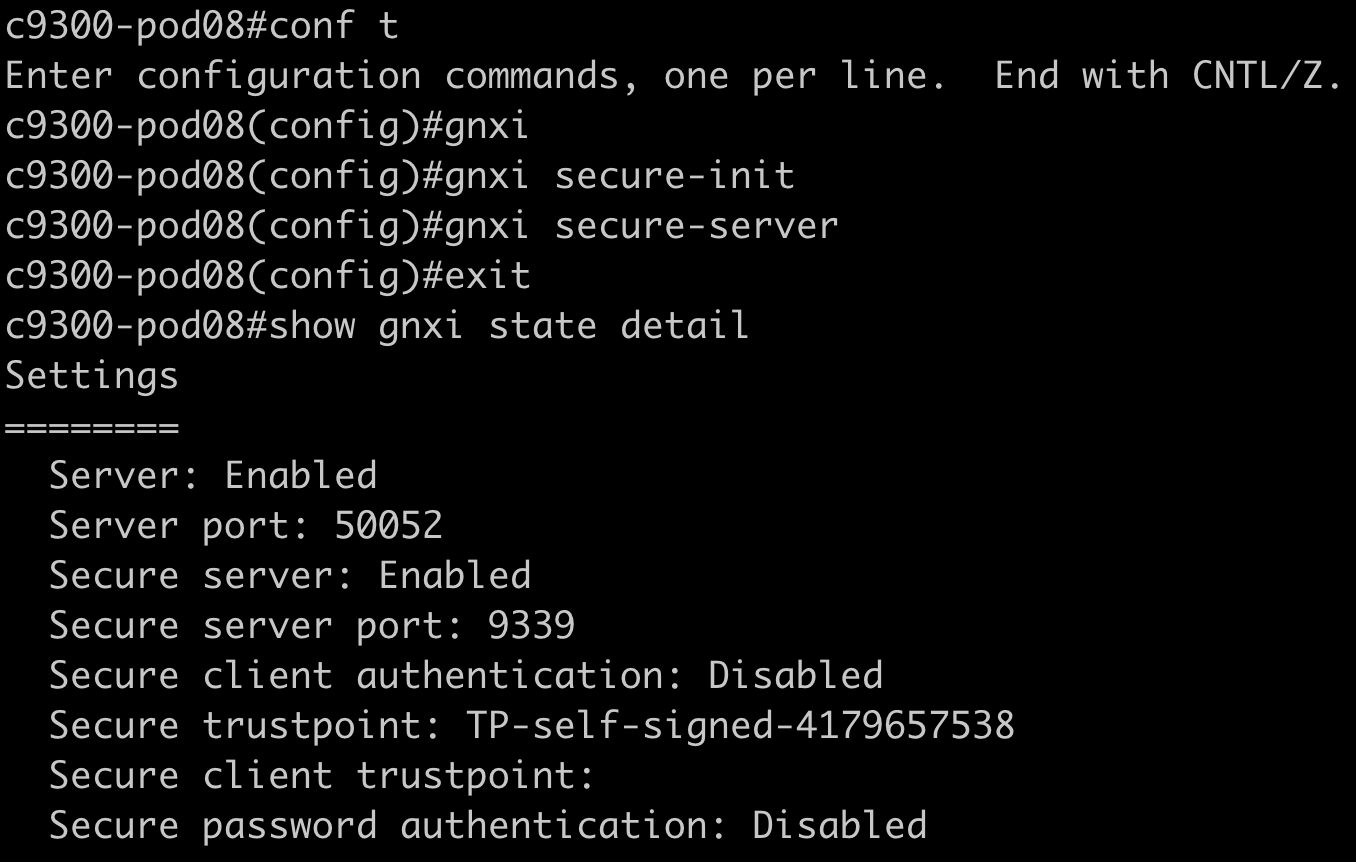 c9300-pod08#conf t
Enter configuration commands, one per line.  End with CNTL/Z.
c9300-pod08(config)#gnxi
c9300-pod08(config)#gnxi secure-init
c9300-pod08(config)#gnxi secure-server
c9300-pod08(config)#exit
c9300-pod08#show gnxi state detail
Settings
========
  Server: Enabled
  Server port: 50052
  Secure server: Enabled
  Secure server port: 9339
  Secure client authentication: Disabled
  Secure trustpoint: TP-self-signed-4179657538
  Secure client trustpoint:
  Secure password authentication: Disabled